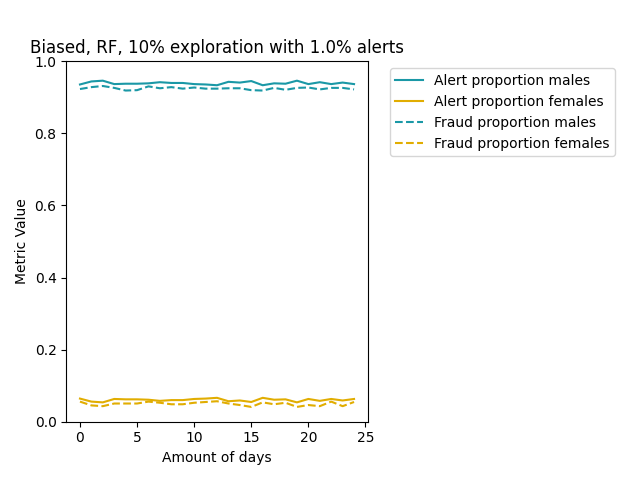 Biased, RF, 10% exploration with 1.0% alerts
Metric Value
1.0
0.8
0.6
0.4
0.2
0.0
0
5
10
15
20
25
Amount of days
Alert proportion males
Alert proportion females
Fraud proportion males
Fraud proportion females